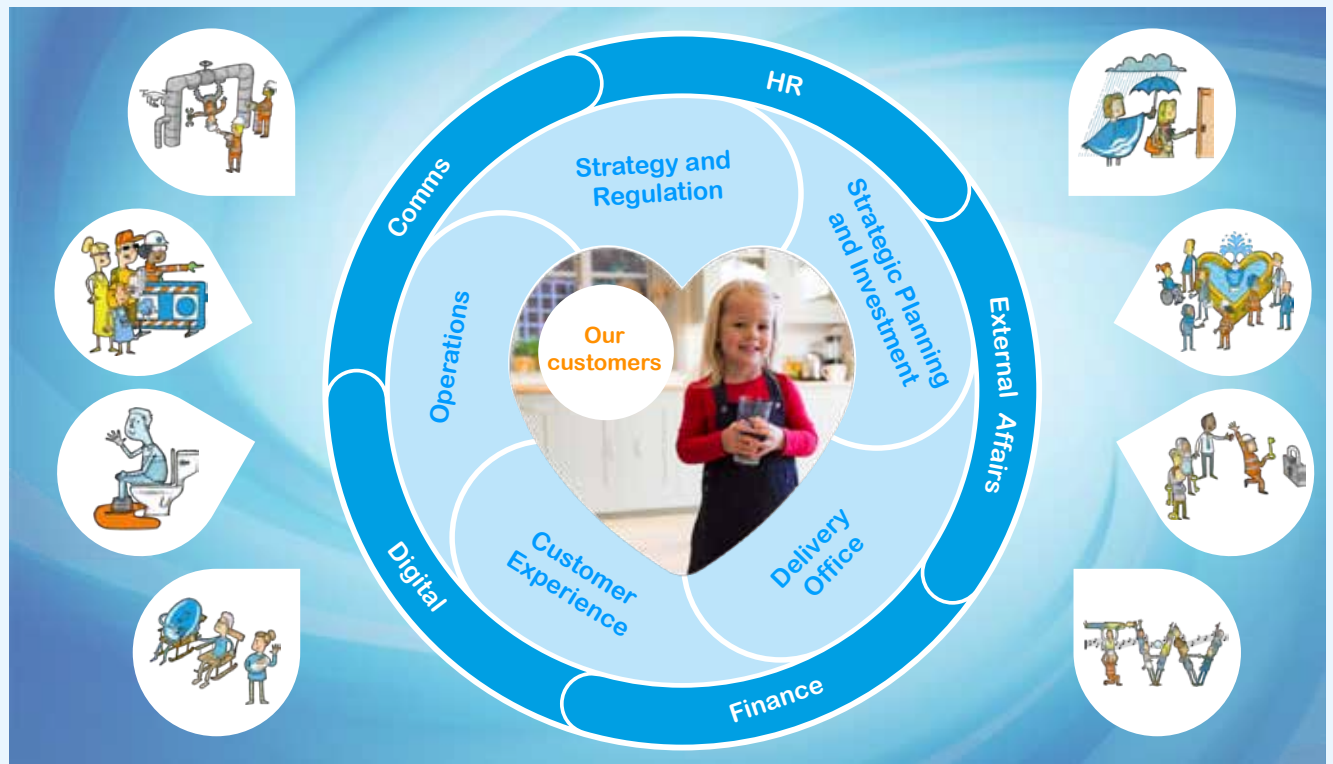 HR
Comms
Strategy and
Regulation
Strategic Planning
and Investment
External Affairs
Operations
Our
customers
Customer
Experience
Delivery
Office
Digital
Finance